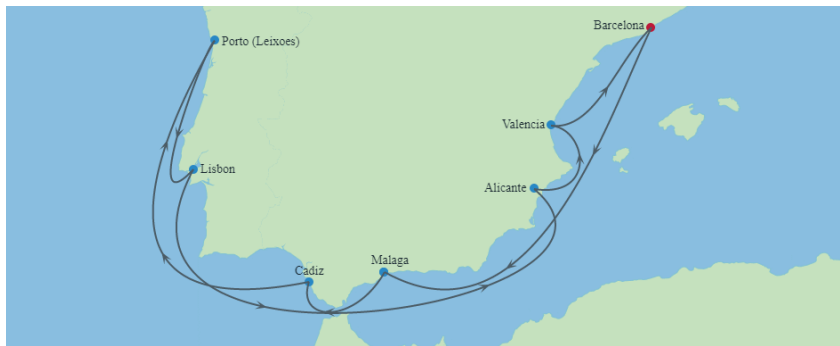 Barcelona
Porto (Leixoes)
Valencia
Lisbon
Alicante
Malaga
Cadiz